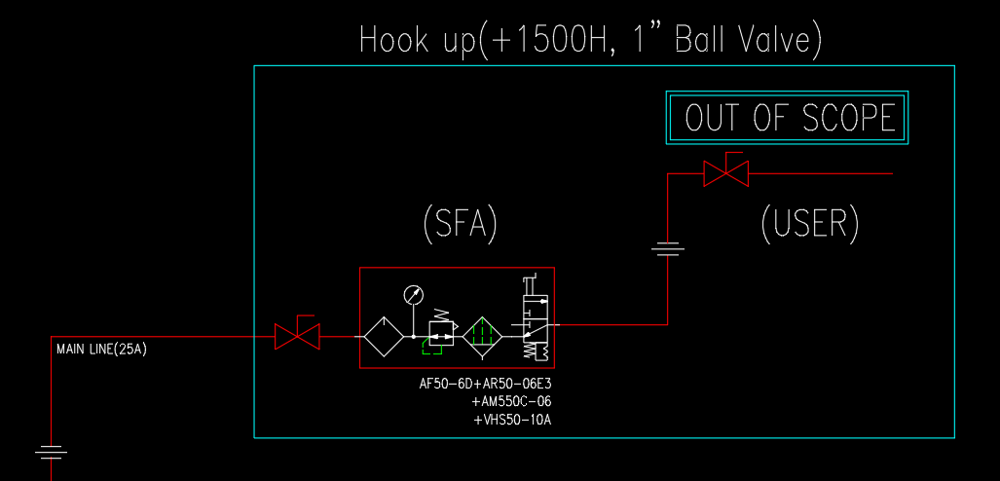 Hook up(+1500H, 1" Ball Valve)
OUT OF SCOPE
(SFA)
(USER)
MAIN LINE(25A)
AF50-6D+AR50-06E3
+AM550C-06
+VHS50-10A